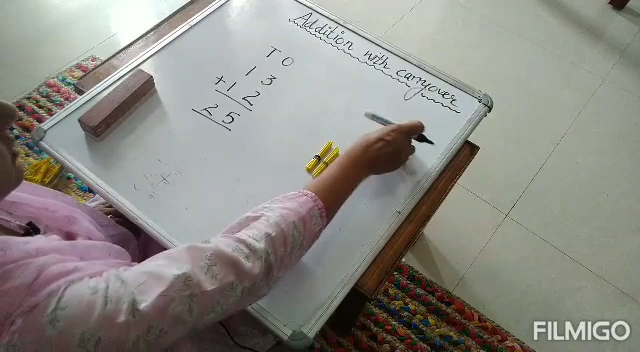 Addition with carryover
T O
1 3
+ 1 2
2 5
FILMIGO